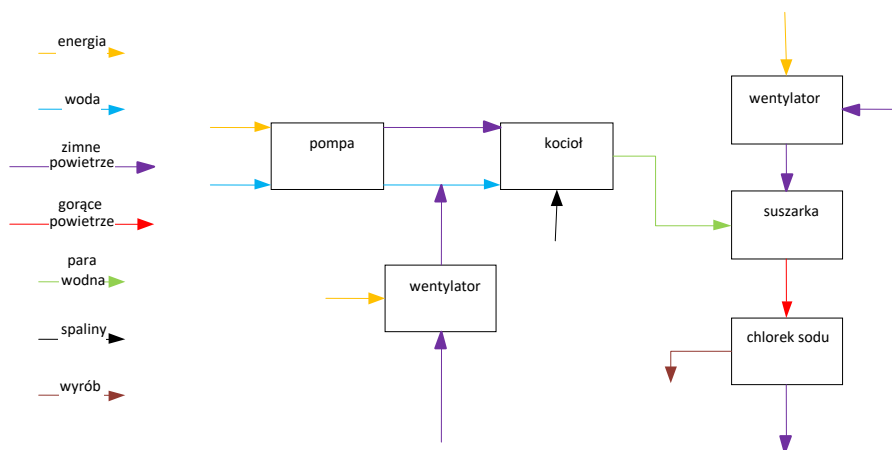 energia
woda
zimne
powietrze
gorące
powietrze
para
wodna
spaliny
wyrób
pompa
kocioł
wentylator
wentylator
suszarka
chlorek sodu